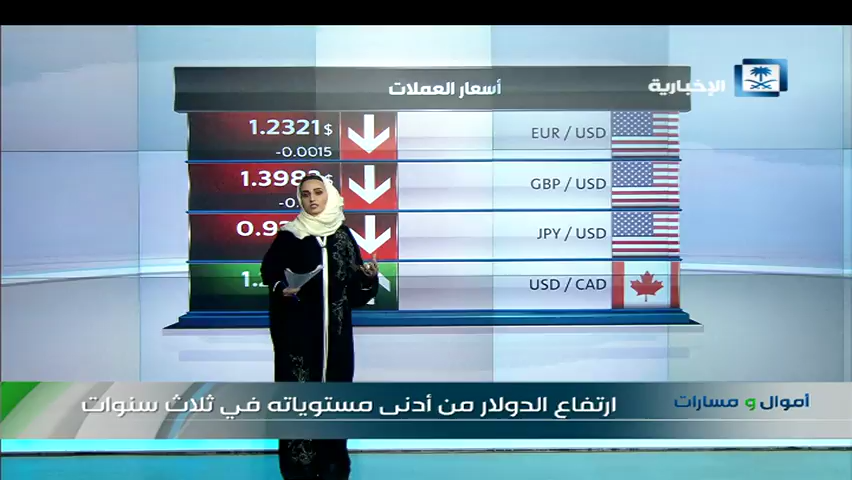 الإخبارية
أسعار العملات
EUR / USD
1.2321 $
-0.0015
GBP / USD
JPY / USD
USD / CAD
أموال و مسارات
ارتفاع الدولار من أدنى مستوياته في ثلاث سنوات